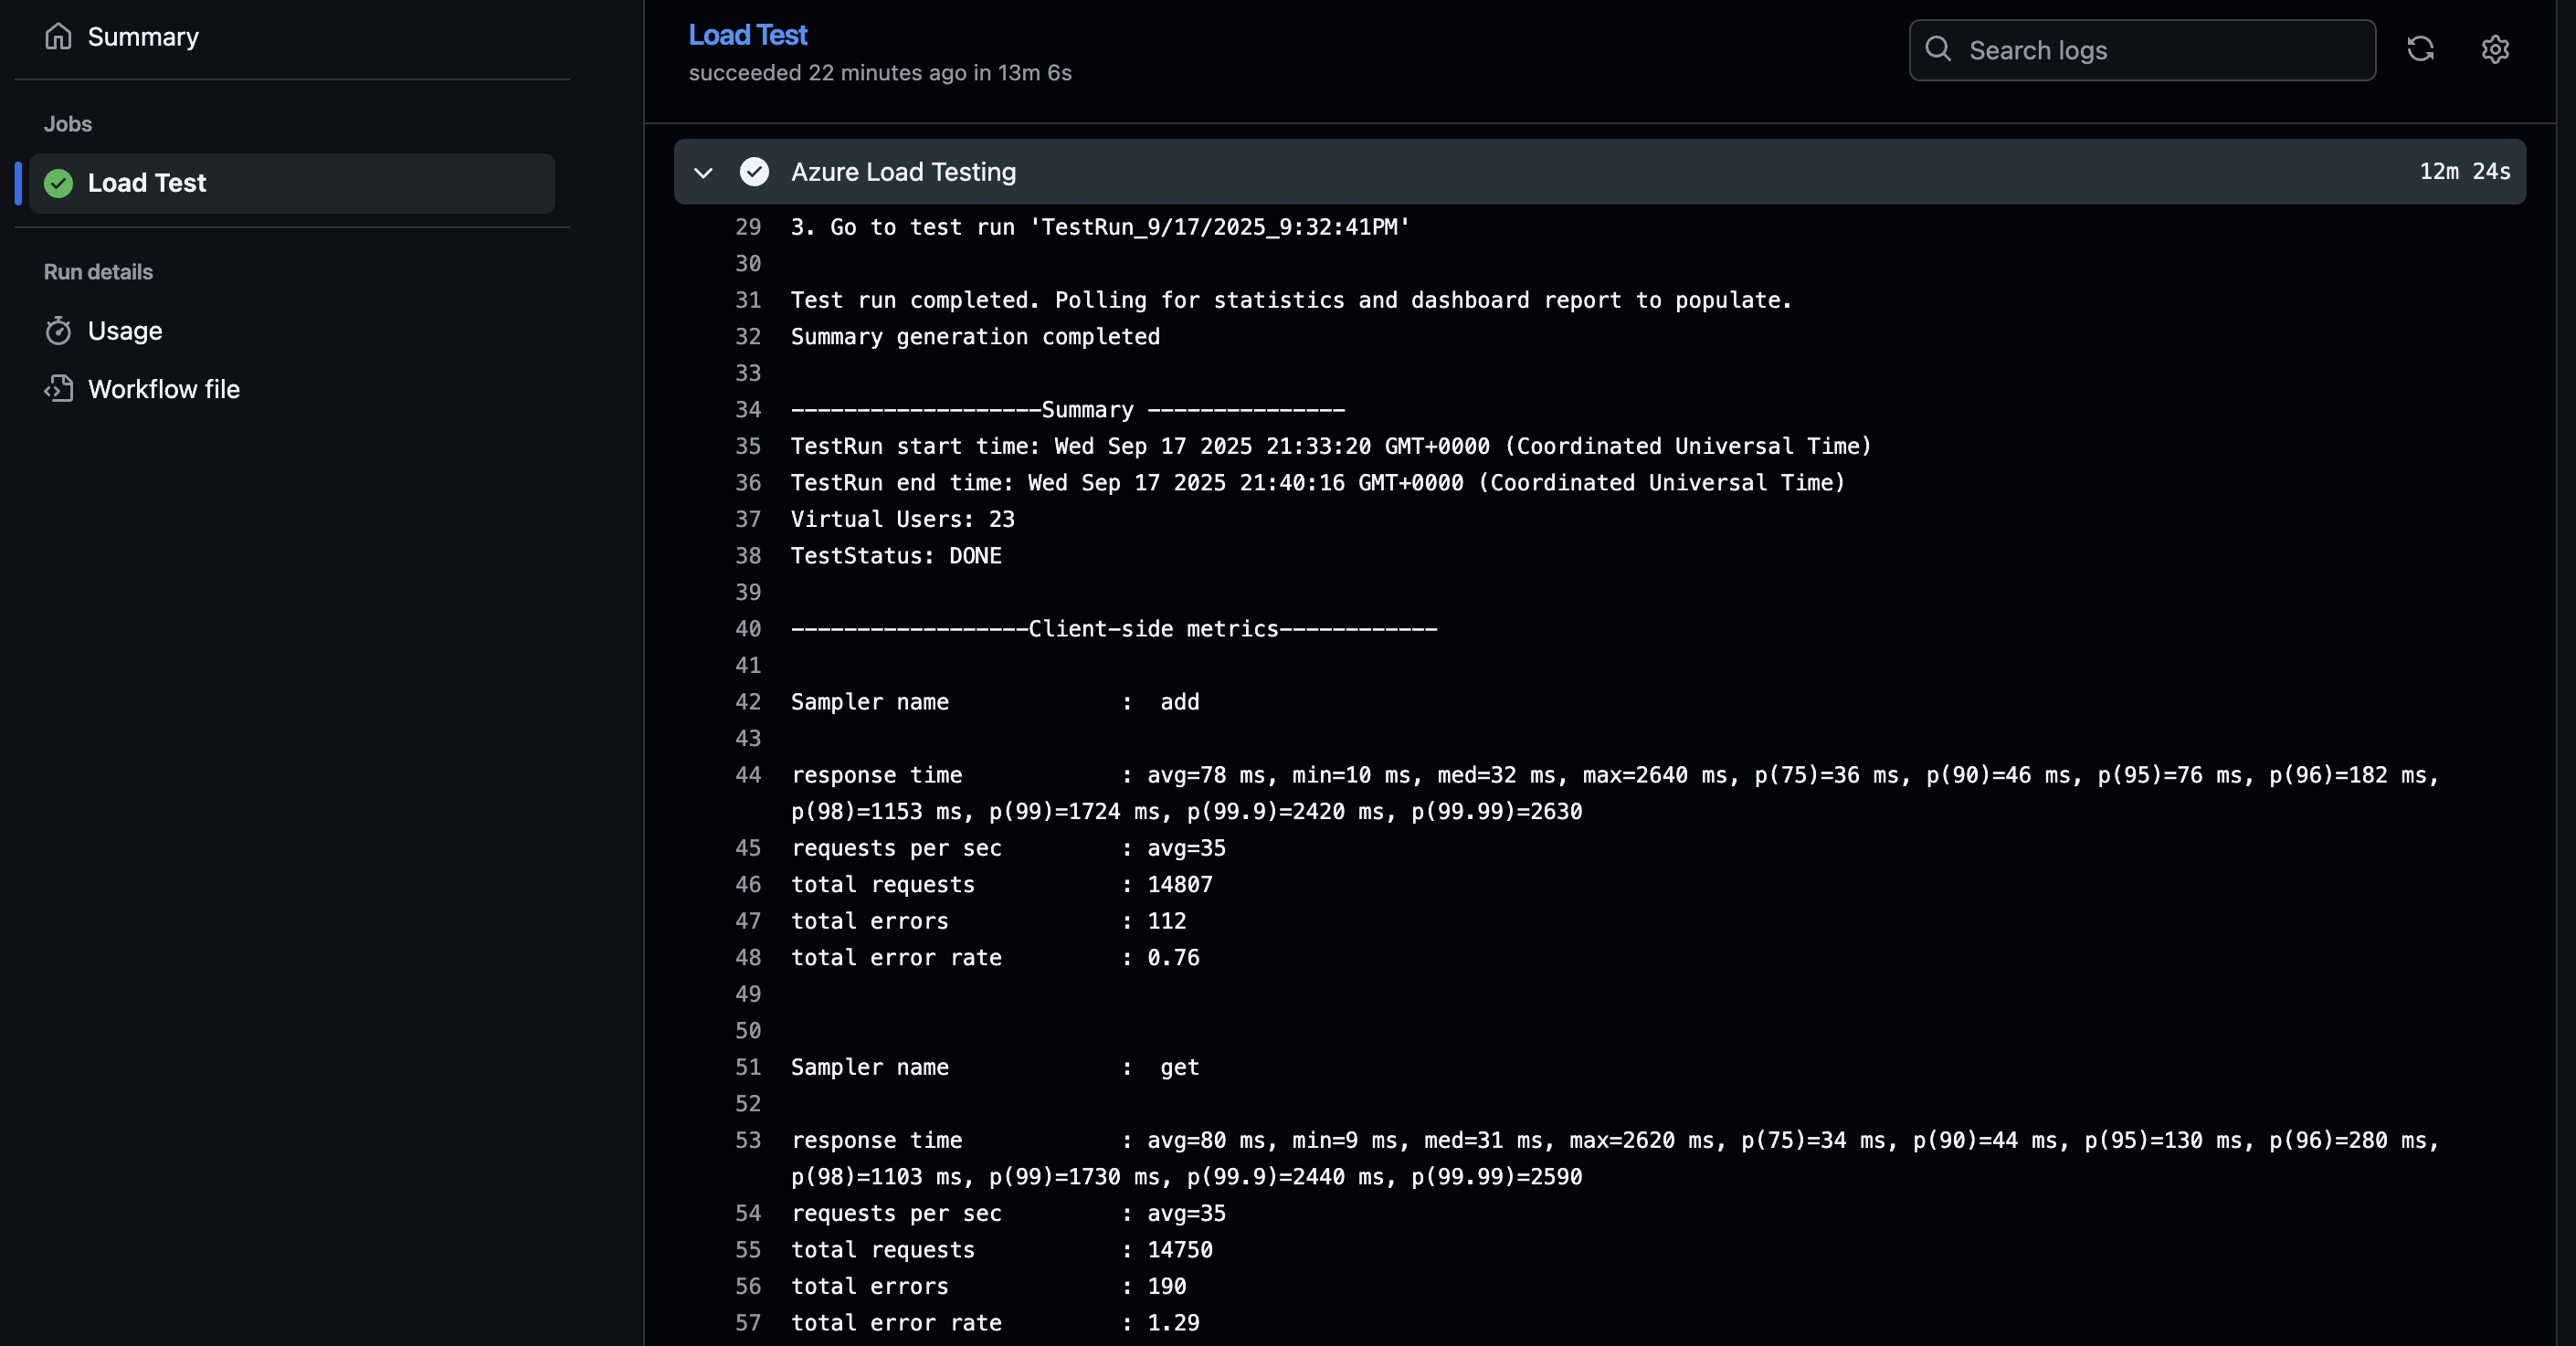 Summary
Jobs
Load Test
Run details
Usage
Workflow file
Load Test
succeeded 22 minutes ago in 13m 6s
Search logs
Azure Load Testing 12m 24s
29 3. Go to test run 'TestRun_9/17/2025_9:32:41PM'
30
31 Test run completed. Polling for statistics and dashboard report to populate.
32 Summary generation completed
33
34 -------------------Summary ---------------
35 TestRun start time: Wed Sep 17 2025 21:33:20 GMT+0000 (Coordinated Universal Time)
36 TestRun end time: Wed Sep 17 2025 21:40:16 GMT+0000 (Coordinated Universal Time)
37 Virtual Users: 23
38 TestStatus: DONE
39
40 ------------------Client-side metrics------------
41
42 Sampler name : add
43
44 response time : avg=78 ms, min=10 ms, med=32 ms, max=2640 ms, p(75)=36 ms, p(90)=46 ms, p(95)=76 ms, p(96)=182 ms,
p(98)=1153 ms, p(99)=1724 ms, p(99.9)=2420 ms, p(99.99)=2630
45 requests per sec : avg=35
46 total requests : 14807
47 total errors : 112
48 total error rate : 0.76
49
50
51 Sampler name : get
52
53 response time : avg=80 ms, min=9 ms, med=31 ms, max=2620 ms, p(75)=34 ms, p(90)=44 ms, p(95)=130 ms, p(96)=280 ms,
p(98)=1103 ms, p(99)=1730 ms, p(99.9)=2440 ms, p(99.99)=2590
54 requests per sec : avg=35
55 total requests : 14750
56 total errors : 190
57 total error rate : 1.29